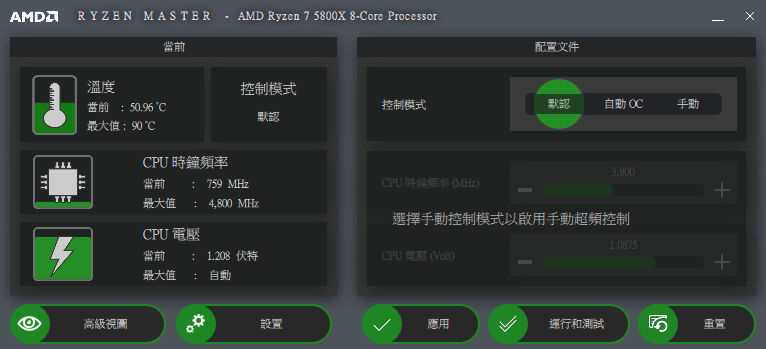 AMD RYZEN MASTER - AMD Ryzen 7 5800X 8-Core Processor
當前
溫度
當前 : 50.96 °C
最大值 : 90 °C
控制模式
默認
CPU 時鐘頻率
當前 : 759 MHz
最大值 : 4,800 MHz
CPU 電壓
當前 : 1.208 伏特
最大值 : 自動
配置文件
控制模式
默認 自動 OC 手動
CPU 時鐘頻率 (MHz)
3,800
選擇手動控制模式以啟用手動超頻控制
CPU 電壓 (Volt)
1.0875
高級視圖 設置 應用 運行和測試 重置